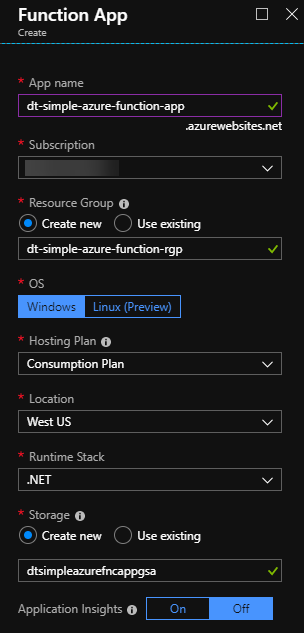 Function App
Create
* App name
dt-simple-azure-function-app
.azurewebsites.net
* Subscription
* Resource Group
Create new Use existing
dt-simple-azure-function-rgp
* OS
Windows Linux (Preview)
* Hosting Plan
Consumption Plan
* Location
West US
* Runtime Stack
.NET
* Storage
Create new Use existing
dtsimpleazurefncappgsa
Application Insights On Off